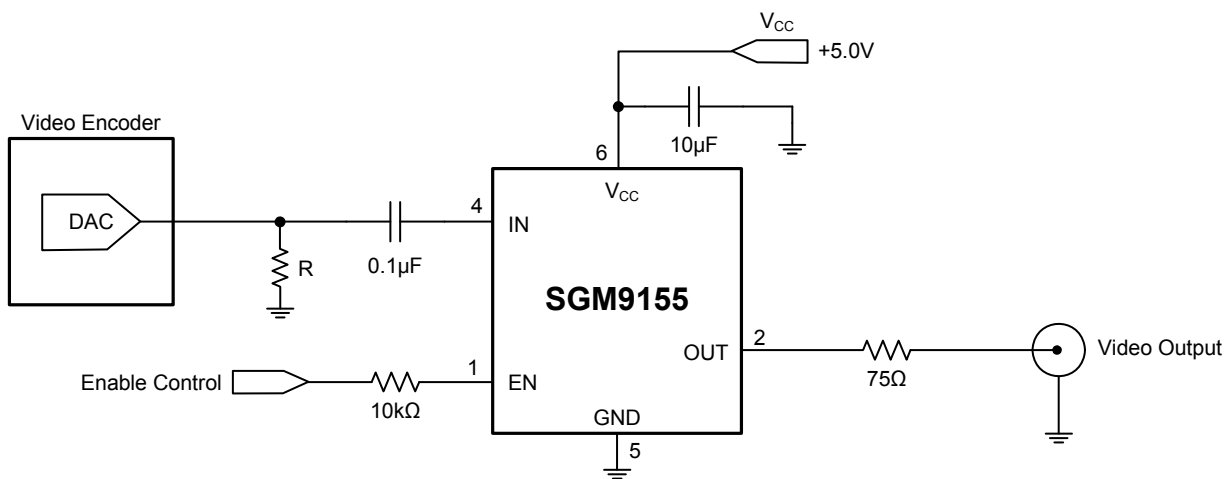 V_CC
+5.0V
Video Encoder
10μF
6
V_CC
DAC
4
IN
R
0.1μF
SGM9155
2
OUT
Video Output
75Ω
Enable Control
1
EN
10kΩ
GND
5